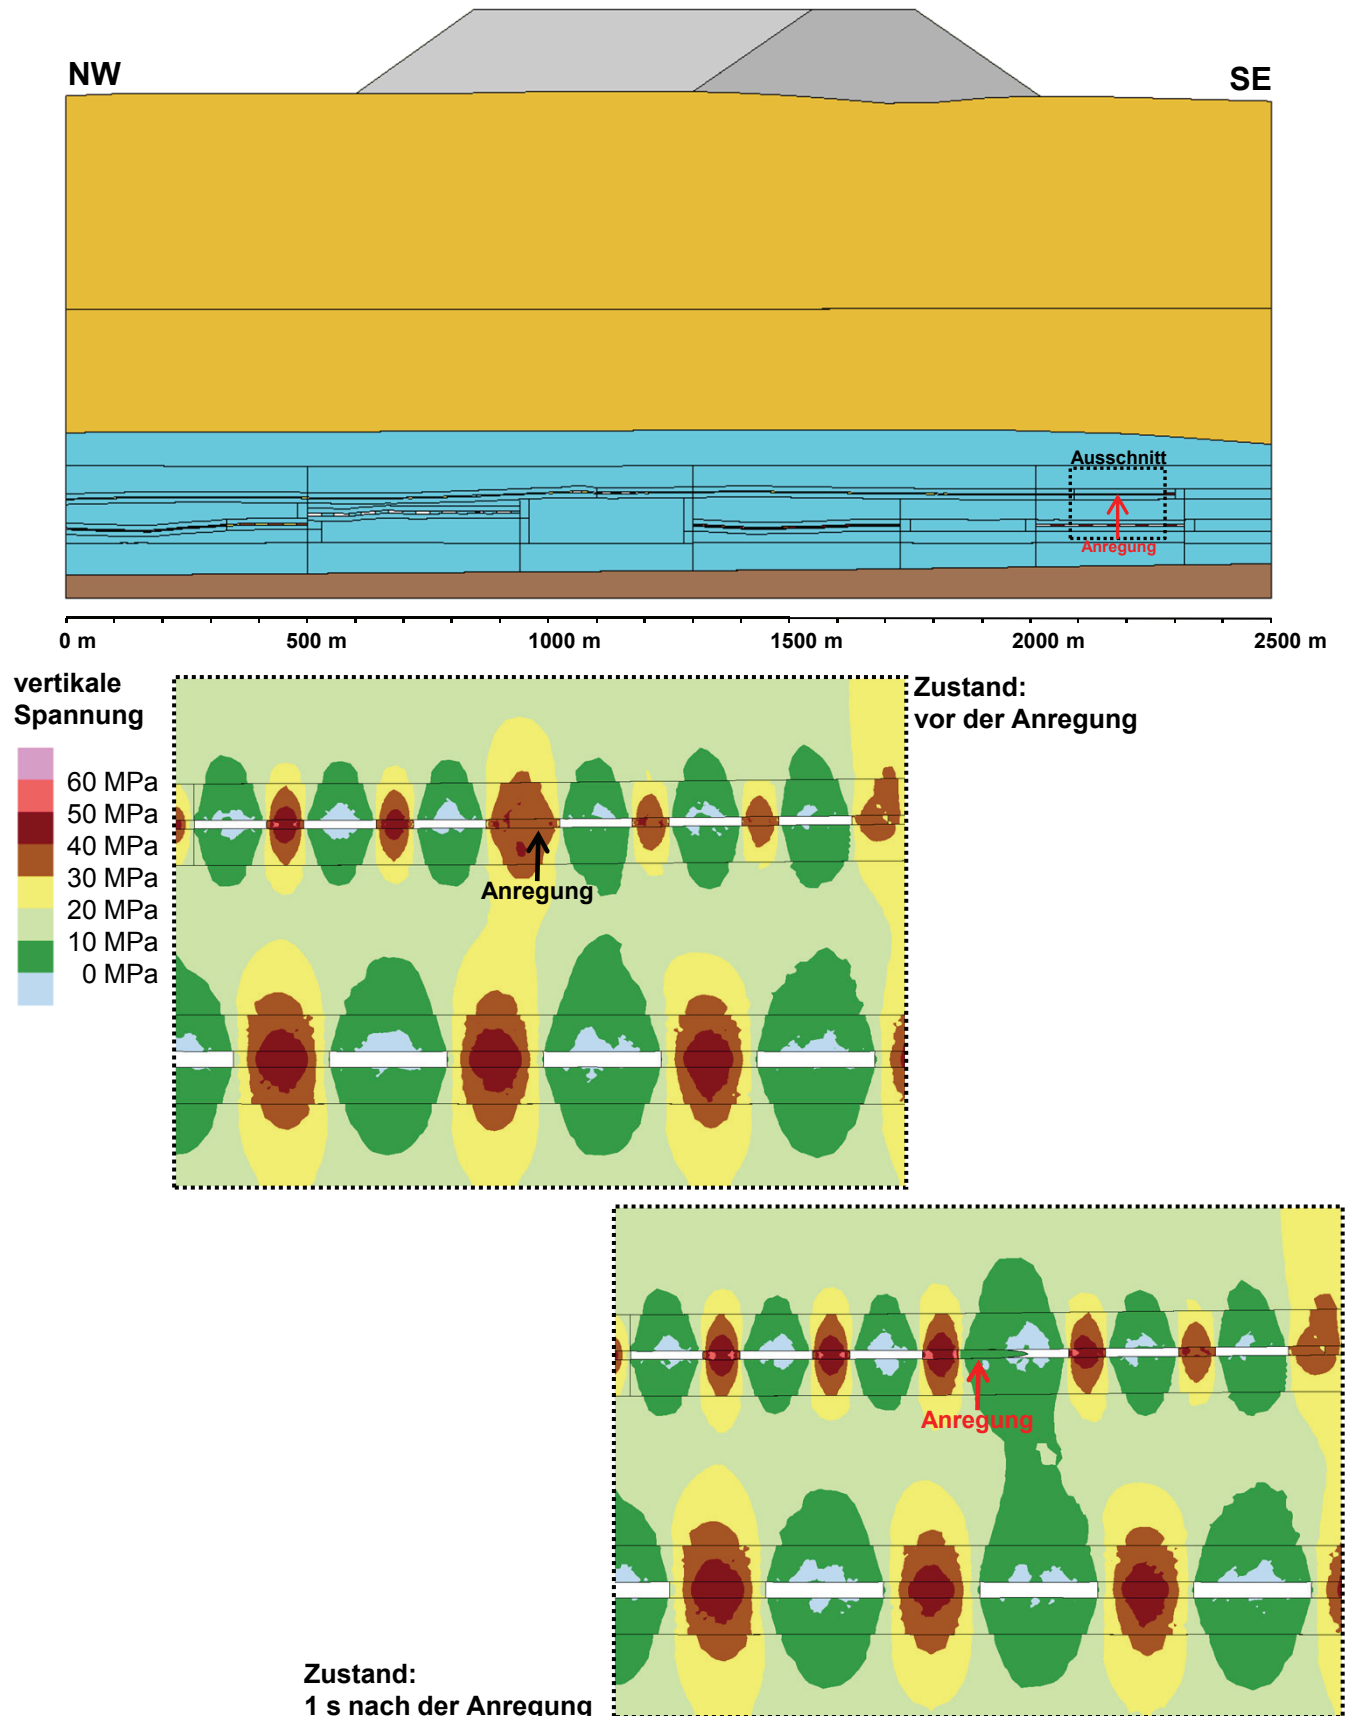 NW
SE
Ausschnitt
Anregung
0 m
500 m
1000 m
1500 m
2000 m
2500 m
vertikale
Spannung
60 MPa
50 MPa
40 MPa
30 MPa
20 MPa
10 MPa
0 MPa
Zustand:
vor der Anregung
Anregung
Anregung
Zustand:
1 s nach der Anregung